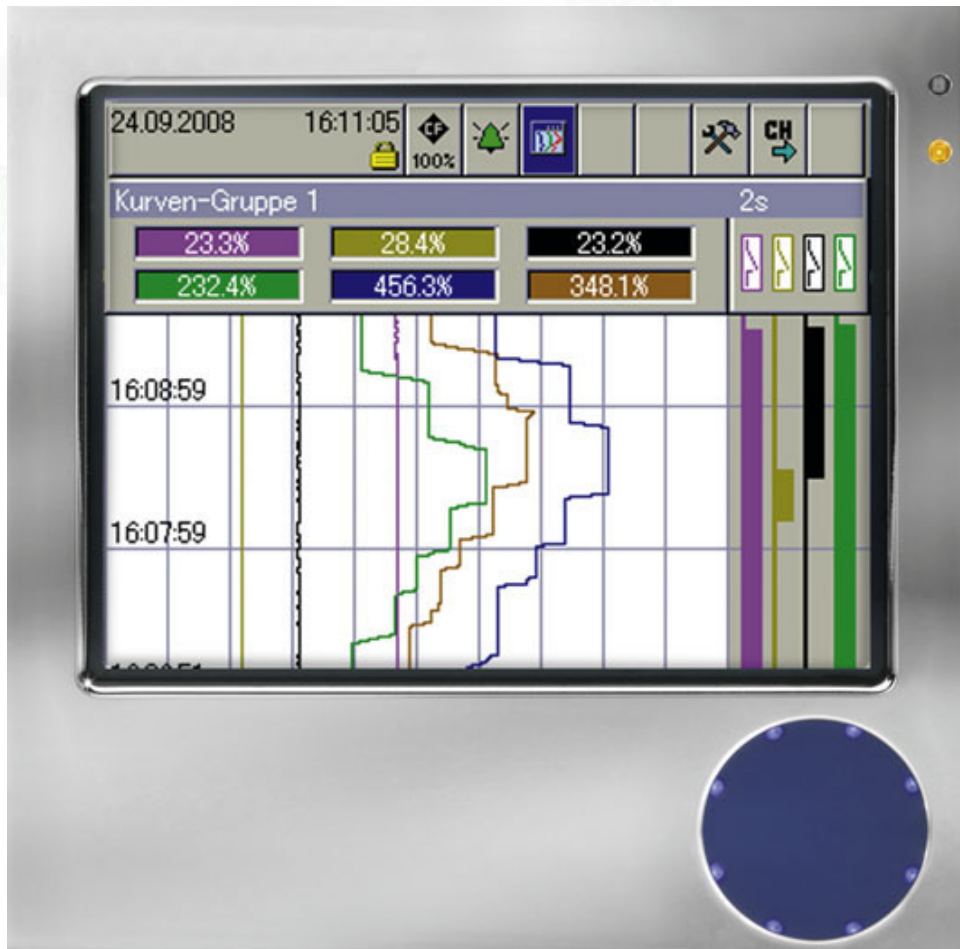 24.09.2008 16:11:05 CF CH
100%
Kurven-Gruppe 1 2s
23.3% 28.4% 23.2%
232.4% 456.3% 348.1%
16:08:59
16:07:59